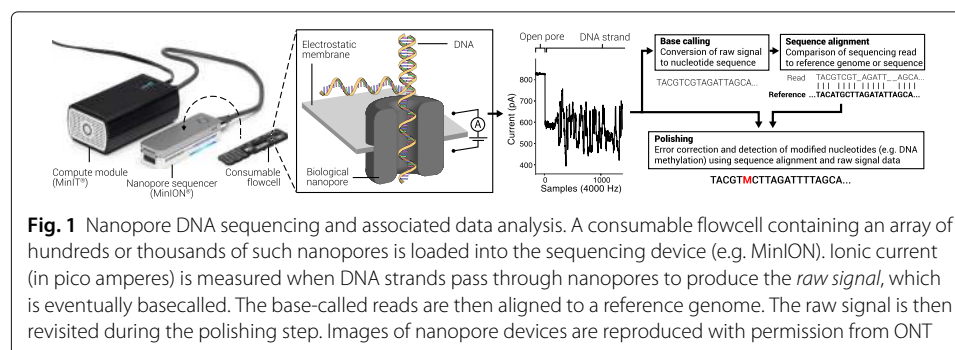 Electrostatic
membrane
DNA
Biological
nanopore
A
Compute module
(MinIT®)
Nanopore sequencer
(MinION®)
Consumable
flowcell
Open pore DNA strand
Current (pA)
800
700
600
500
400
0 1000
Samples (4000 Hz)
Base calling
Conversion of raw signal
to nucleotide sequence
TACGTCGTAGATTAGCA...
Sequence alignment
Comparison of sequencing read
to reference genome or sequence
Read TACGTCGT_AGATT__AGCA...
Reference ...TACATGCTTAGATATTAGCA...
Polishing
Error correction and detection of modified nucleotides (e.g. DNA
methylation) using sequence alignment and raw signal data
TACGTMCTTAGATTTTAGCA...
Fig. 1 Nanopore DNA sequencing and associated data analysis. A consumable flowcell containing an array of
hundreds or thousands of such nanopores is loaded into the sequencing device (e.g. MinION). Ionic current
(in pico amperes) is measured when DNA strands pass through nanopores to produce the raw signal, which
is eventually basecalled. The base-called reads are then aligned to a reference genome. The raw signal is then
revisited during the polishing step. Images of nanopore devices are reproduced with permission from ONT